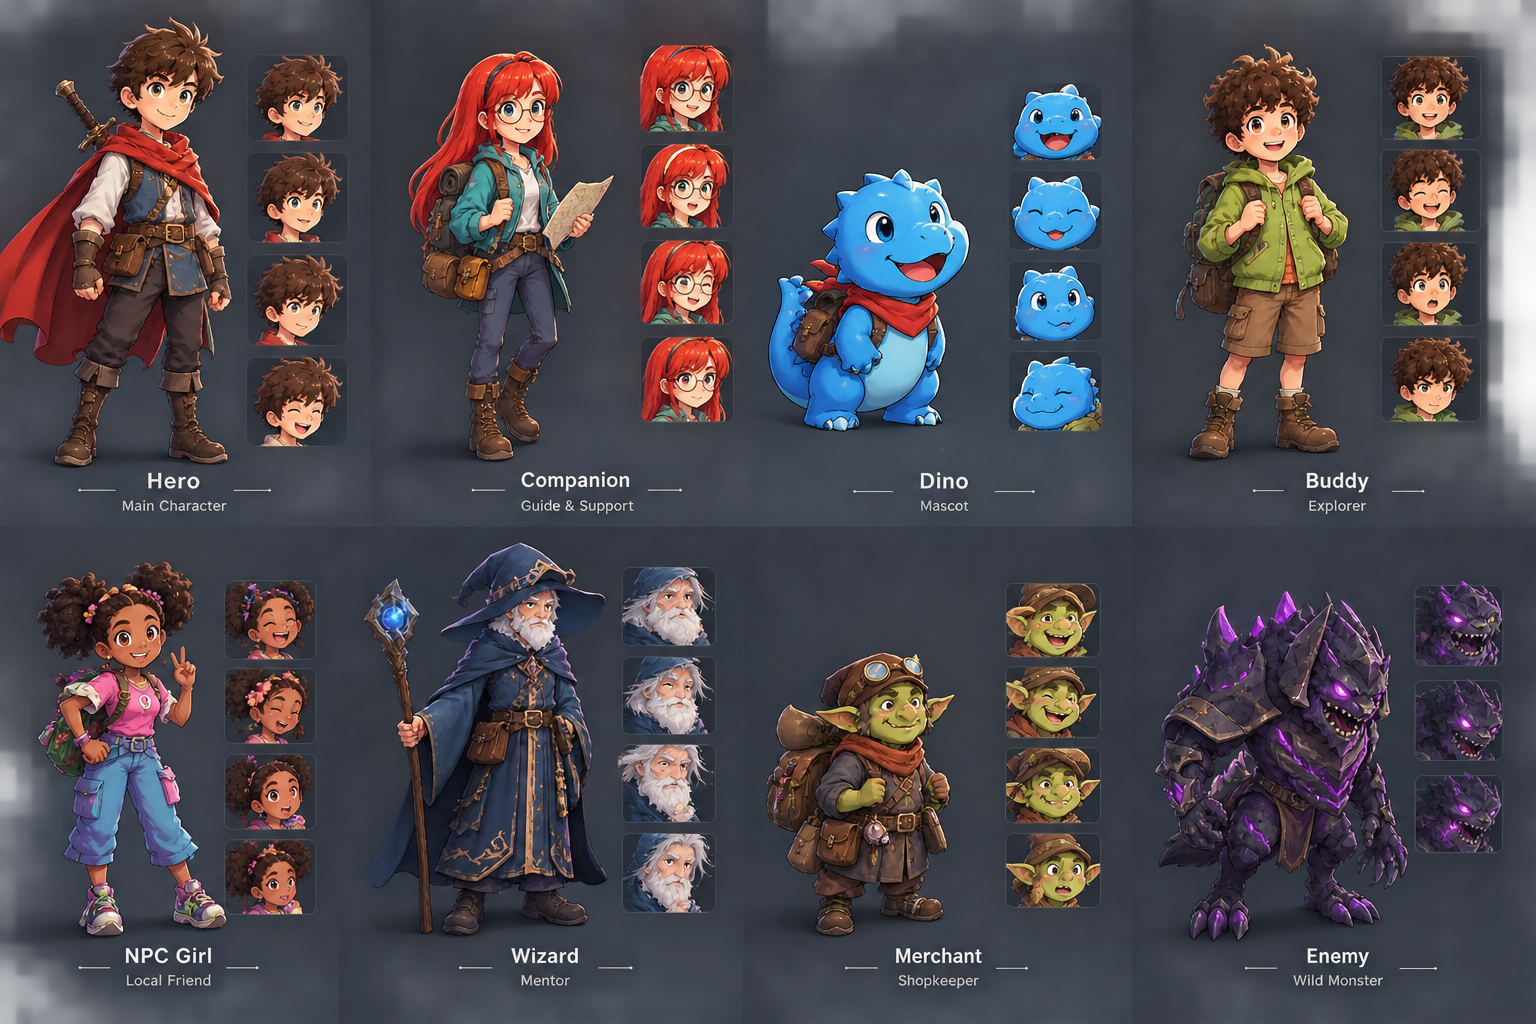 Hero
Main Character
Companion
Guide & Support
Dino
Mascot
Buddy
Explorer
NPC Girl
Local Friend
Wizard
Mentor
Merchant
Shopkeeper
Enemy
Wild Monster